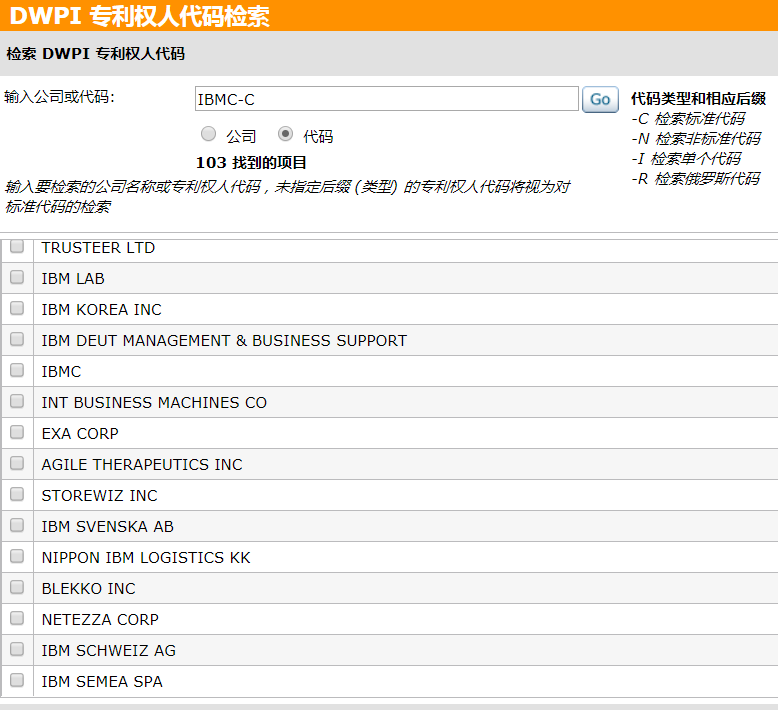 DWPI 专利权人代码检索
检索 DWPI 专利权人代码
输入公司或代码:
IBMC-C
Go
公司
代码
103 找到的项目
输入要检索的公司名称或专利权人代码，未指定后缀 (类型) 的专利权人代码将视为对
标准代码的检索
代码类型和相应后缀
-C 检索标准代码
-N 检索非标准代码
-I 检索单个代码
-R 检索俄罗斯代码
TRUSTEER LTD
IBM LAB
IBM KOREA INC
IBM DEUT MANAGEMENT & BUSINESS SUPPORT
IBMC
INT BUSINESS MACHINES CO
EXA CORP
AGILE THERAPEUTICS INC
STOREWIZ INC
IBM SVENSKA AB
NIPPON IBM LOGISTICS KK
BLEKKO INC
NETEZZA CORP
IBM SCHWEIZ AG
IBM SEMEA SPA